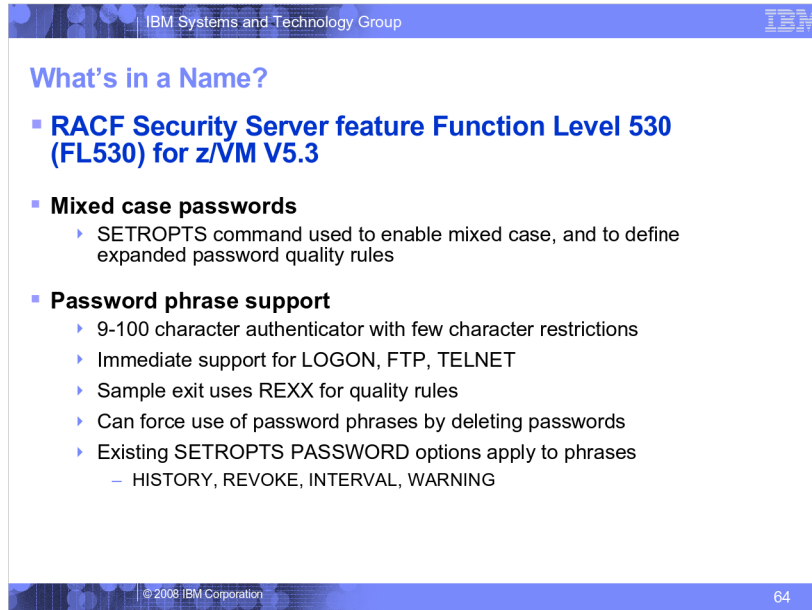 IBM Systems and Technology Group
IBM
What's in a Name?
RACF Security Server feature Function Level 530
(FL530) for z/VM V5.3
Mixed case passwords
SETROPTS command used to enable mixed case, and to define
expanded password quality rules
Password phrase support
9-100 character authenticator with few character restrictions
Immediate support for LOGON, FTP, TELNET
Sample exit uses REXX for quality rules
Can force use of password phrases by deleting passwords
Existing SETROPTS PASSWORD options apply to phrases
– HISTORY, REVOKE, INTERVAL, WARNING
© 2008 IBM Corporation
64